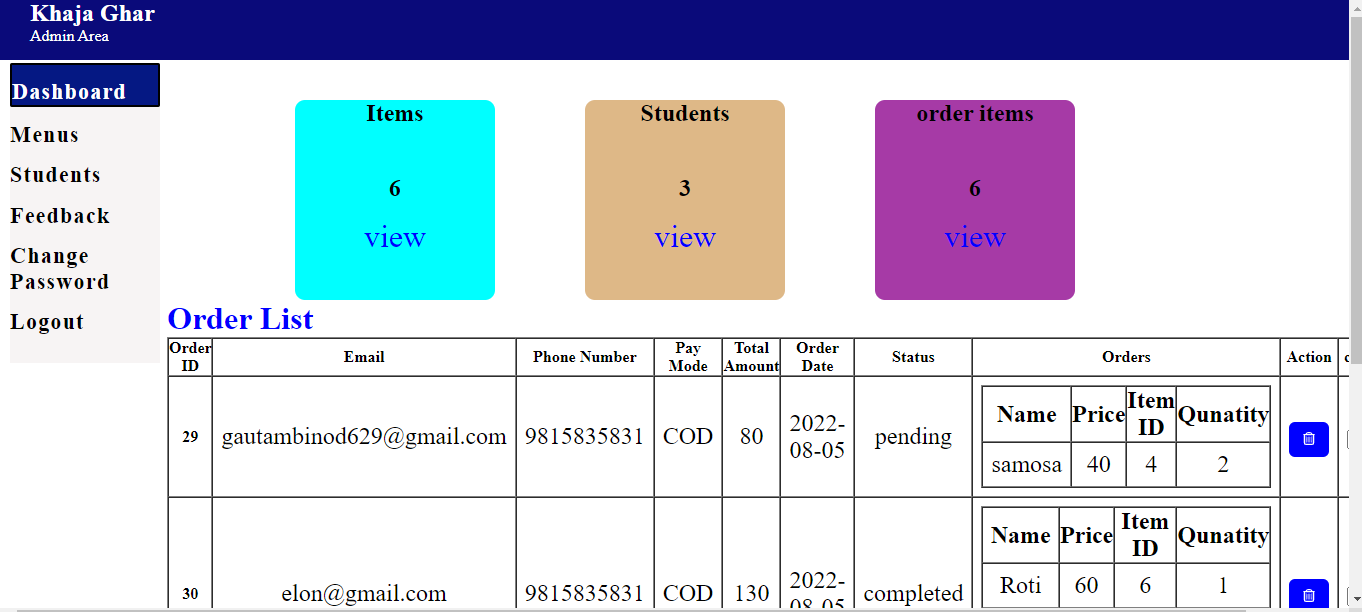 Khaja Ghar
Admin Area
Dashboard
Menus
Students
Feedback
Change
Password
Logout
Items
6
view
Students
3
view
order items
6
view
Order List
Order ID Email Phone Number Pay Mode Total Amount Order Date Status Orders Action
29 gautambinod629@gmail.com 9815835831 COD 80 2022-08-05 pending
Name Price Item ID Qunatity
samosa 40 4 2
30 elon@gmail.com 9815835831 COD 130 2022-08-05 completed
Name Price Item ID Qunatity
Roti 60 6 1